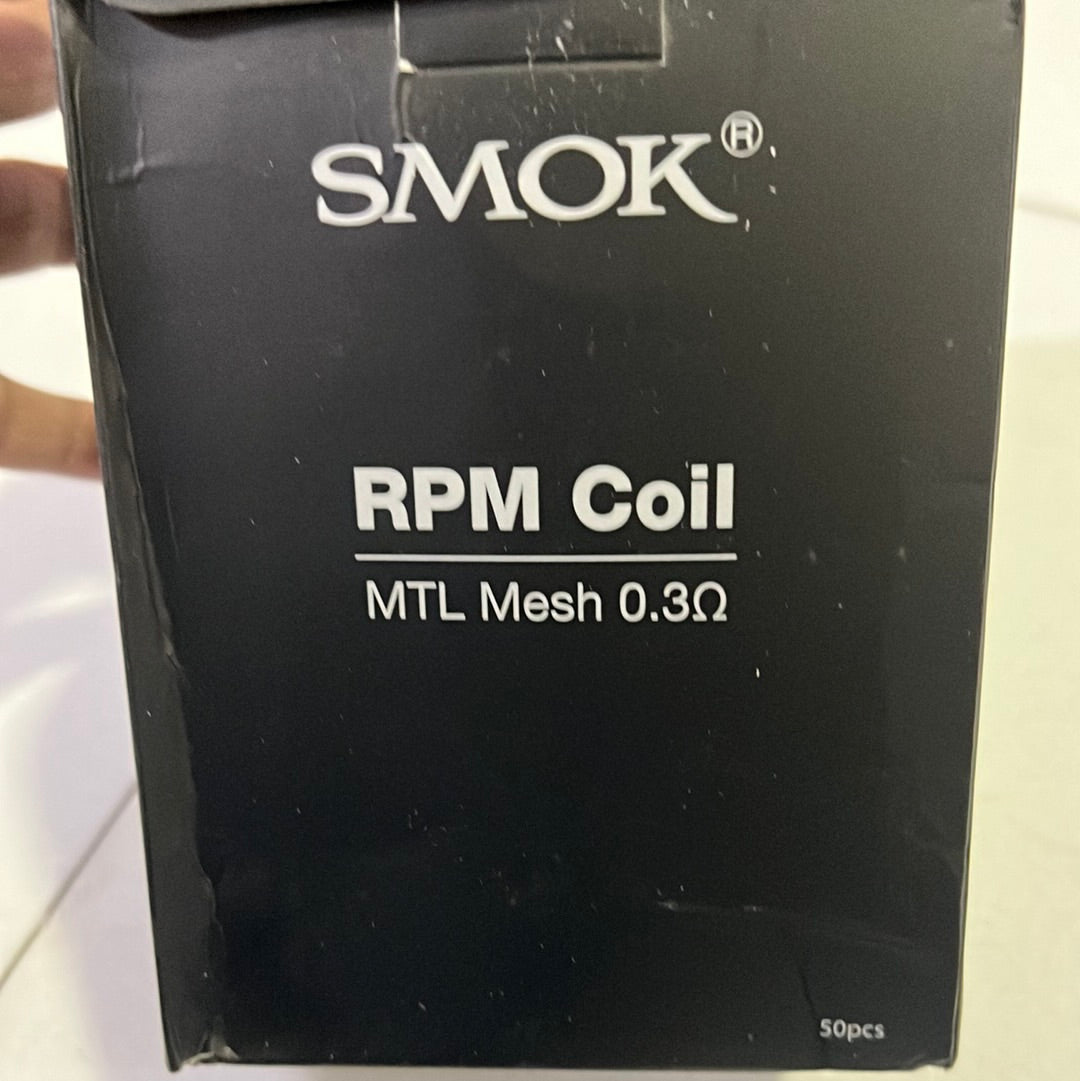 SMOK®
RPM Coil
MTL Mesh 0.3Ω
50pcs